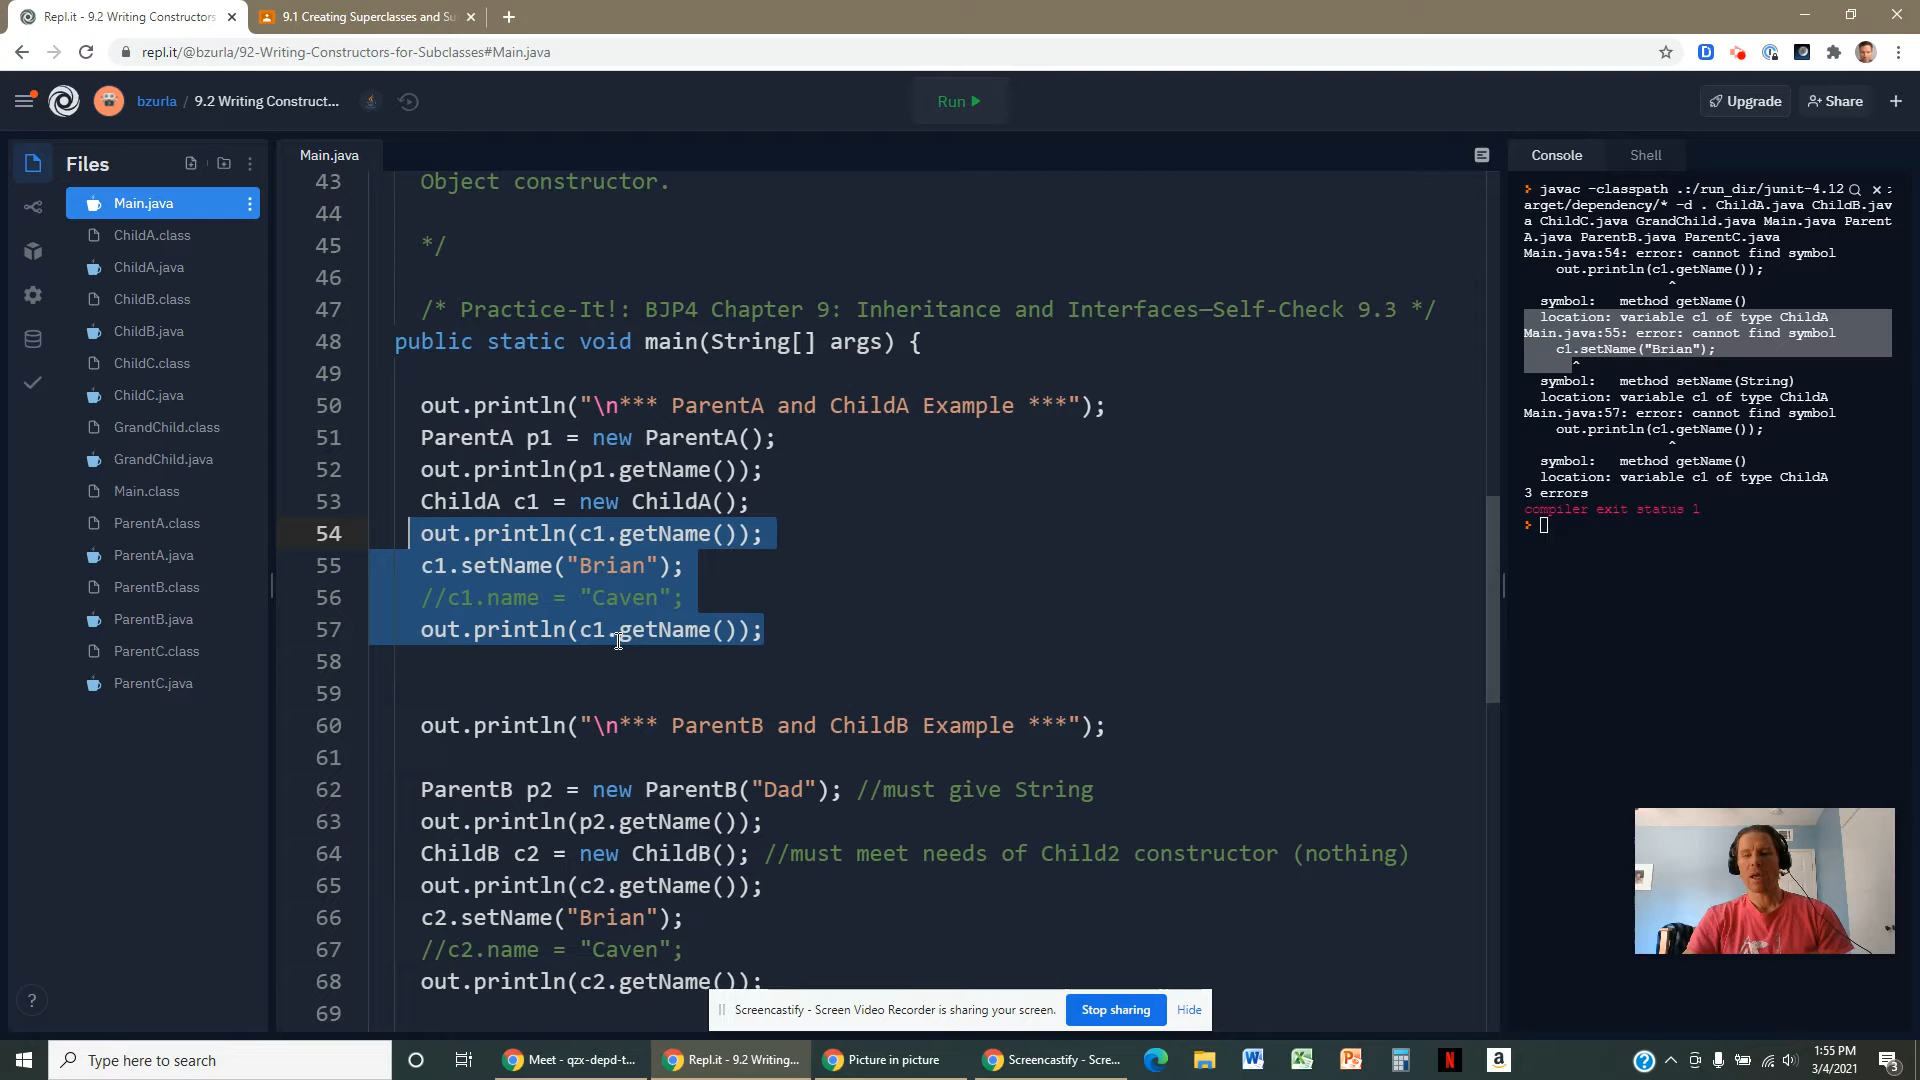 Repl.it - 9.2 Writing Constructors
9.1 Creating Superclasses and Su
repl.it/@bzurla/92-Writing-Constructors-for-Subclasses#Main.java
bzurla / 9.2 Writing Construct...
Run
Upgrade
Share
Files
Main.java
ChildA.class
ChildA.java
ChildB.class
ChildB.java
ChildC.class
ChildC.java
GrandChild.class
GrandChild.java
Main.class
ParentA.class
ParentA.java
ParentB.class
ParentB.java
ParentC.class
ParentC.java
Main.java
43 Object constructor.
44
45 */
46
47 /* Practice-It!: BJP4 Chapter 9: Inheritance and Interfaces—Self-Check 9.3 */
48 public static void main(String[] args) {
49
50 out.println("\n*** ParentA and ChildA Example ***");
51 ParentA p1 = new ParentA();
52 out.println(p1.getName());
53 ChildA c1 = new ChildA();
54 out.println(c1.getName());
55 c1.setName("Brian");
56 //c1.name = "Caven";
57 out.println(c1.getName());
58
59
60 out.println("\n*** ParentB and ChildB Example ***");
61
62 ParentB p2 = new ParentB("Dad"); //must give String
63 out.println(p2.getName());
64 ChildB c2 = new ChildB(); //must meet needs of Child2 constructor (nothing)
65 out.println(c2.getName());
66 c2.setName("Brian");
67 //c2.name = "Caven";
68 out.println(c2.getName());
69
Console
Shell
javac -classpath .:/run_dir/junit-4.12
arget/dependency/* -d . ChildA.java ChildB.jav
a ChildC.java GrandChild.java Main.java Parent
A.java ParentB.java ParentC.java
Main.java:54: error: cannot find symbol
out.println(c1.getName());
^
symbol: method getName()
location: variable c1 of type ChildA
Main.java:55: error: cannot find symbol
c1.setName("Brian");
^
symbol: method setName(String)
location: variable c1 of type ChildA
Main.java:57: error: cannot find symbol
out.println(c1.getName());
^
symbol: method getName()
location: variable c1 of type ChildA
3 errors
compiler exit status 1
Screencastify - Screen Video Recorder is sharing your screen.
Stop sharing
Hide
Type here to search
Meet - qzx-depd-t...
Repl.it - 9.2 Writing...
Picture in picture
Screencastify - Scre...
1:55 PM
3/4/2021
3